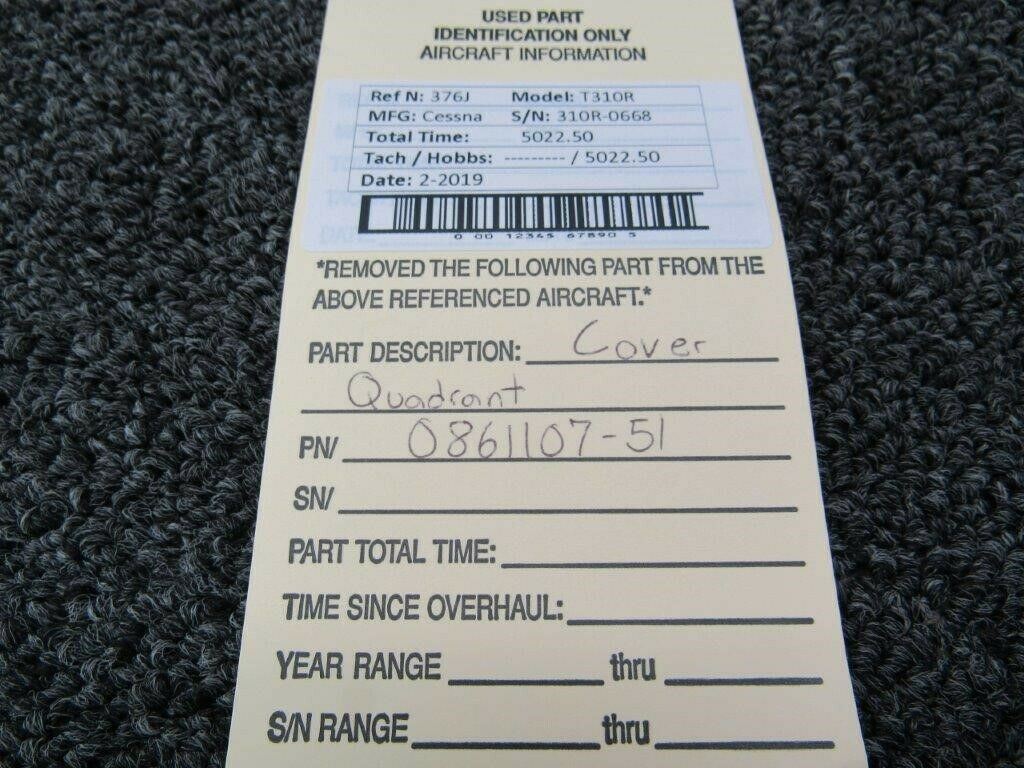 USED PART
IDENTIFICATION ONLY
AIRCRAFT INFORMATION
Ref N: 376J Model: T310R
MFG: Cessna S/N: 310R-0668
Total Time: 5022.50
Tach / Hobbs: --------- / 5022.50
Date: 2-2019
0 00 12345 67890 5
*REMOVED THE FOLLOWING PART FROM THE
ABOVE REFERENCED AIRCRAFT.*
PART DESCRIPTION: Cover
Quadrant
PN/ 0861107-51
SN/
PART TOTAL TIME:
TIME SINCE OVERHAUL:
YEAR RANGE thru
S/N RANGE thru